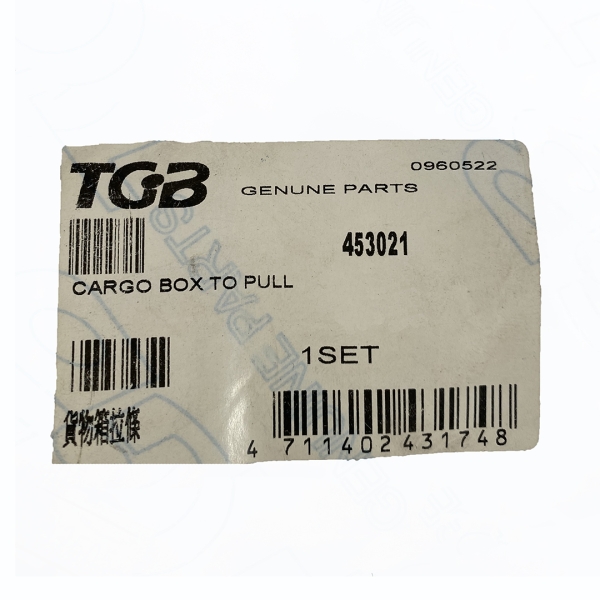 TGB
GENUNE PARTS
0960522
453021
CARGO BOX TO PULL
1SET
貨物箱拉條
4 711402 431748